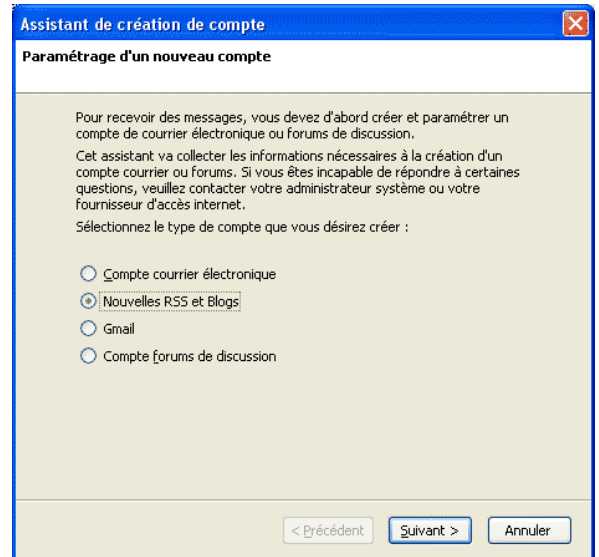 Assistant de création de compte
Paramétrage d'un nouveau compte
Pour recevoir des messages, vous devez d'abord créer et paramétrer un
compte de courrier électronique ou forums de discussion.
Cet assistant va collecter les informations nécessaires à la création d'un
compte courrier ou forums. Si vous êtes incapable de répondre à certaines
questions, veuillez contacter votre administrateur système ou votre
fournisseur d'accès internet.
Sélectionnez le type de compte que vous désirez créer :
Compte courrier électronique
Nouvelles RSS et Blogs
Gmail
Compte forums de discussion
< Précédent
Suivant >
Annuler